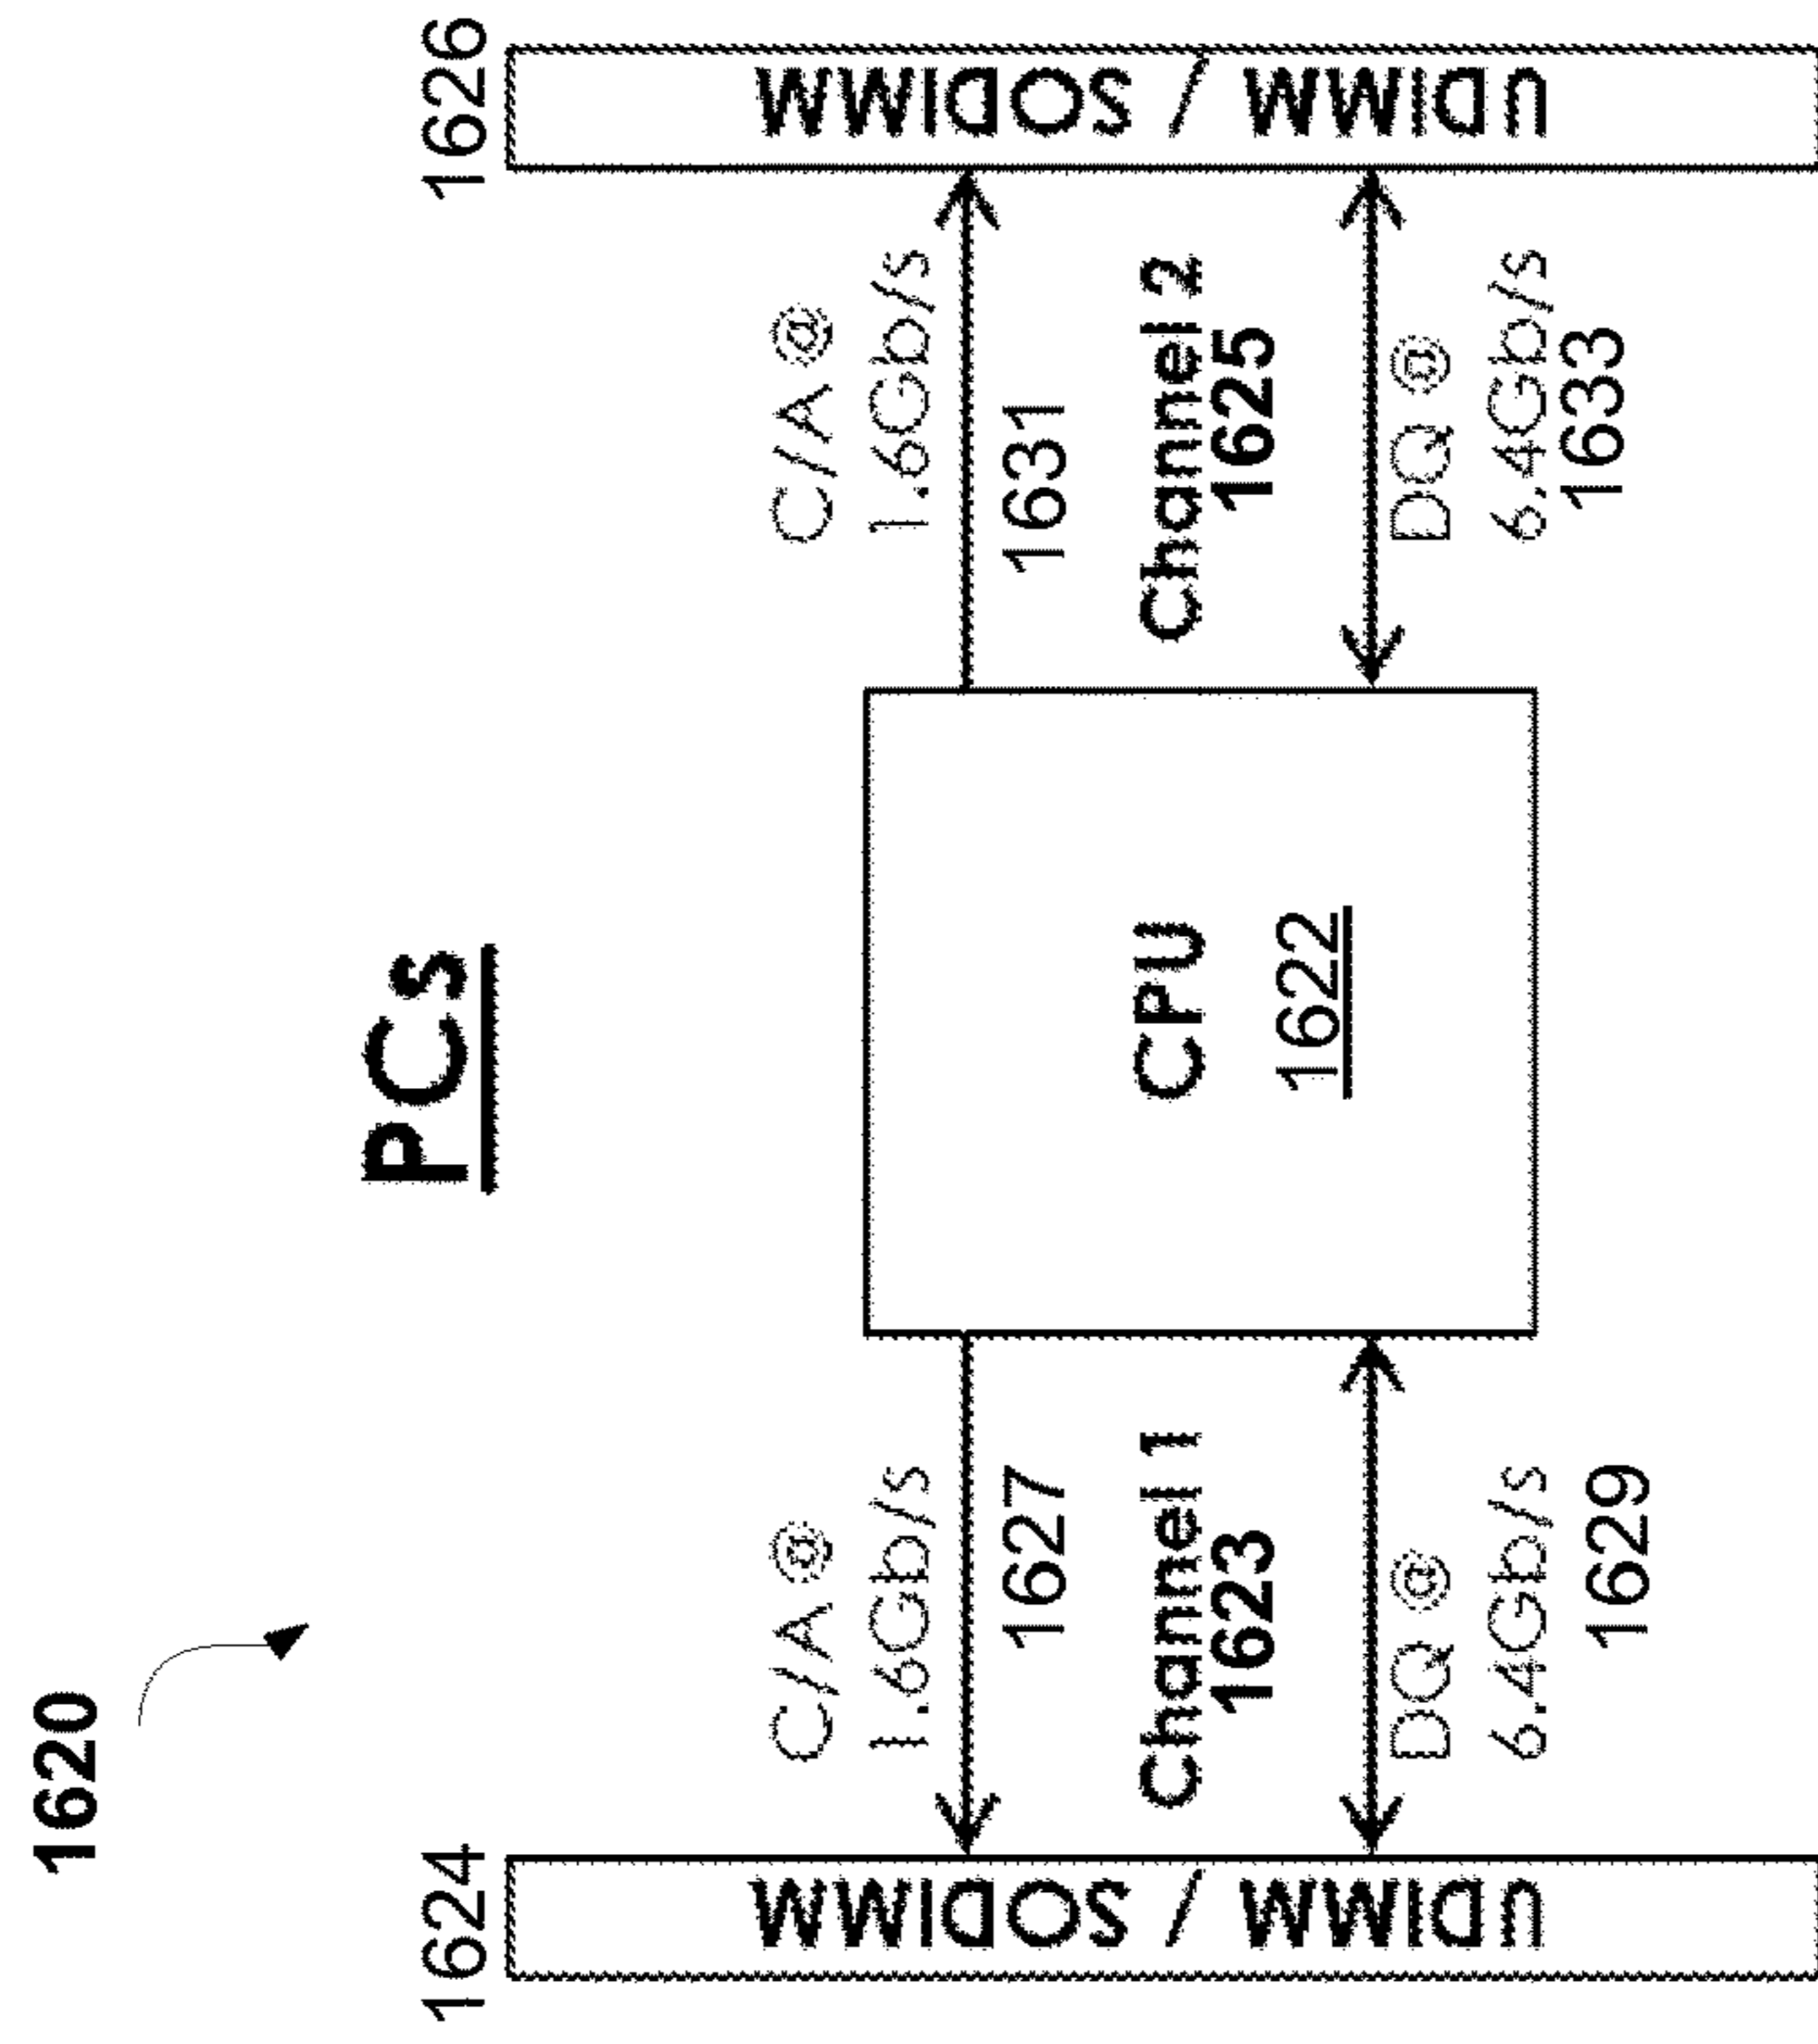 1620
PCs
1624
1626
UDIMM / SODIMM
C/A @
1.6Gb/s
1627
Channel 1
1623
DQ @
6.4Gb/s
1629
CPU
1622
C/A @
1.6Gb/s
1631
Channel 2
1625
DQ @
6.4Gb/s
1633
UDIMM / SODIMM